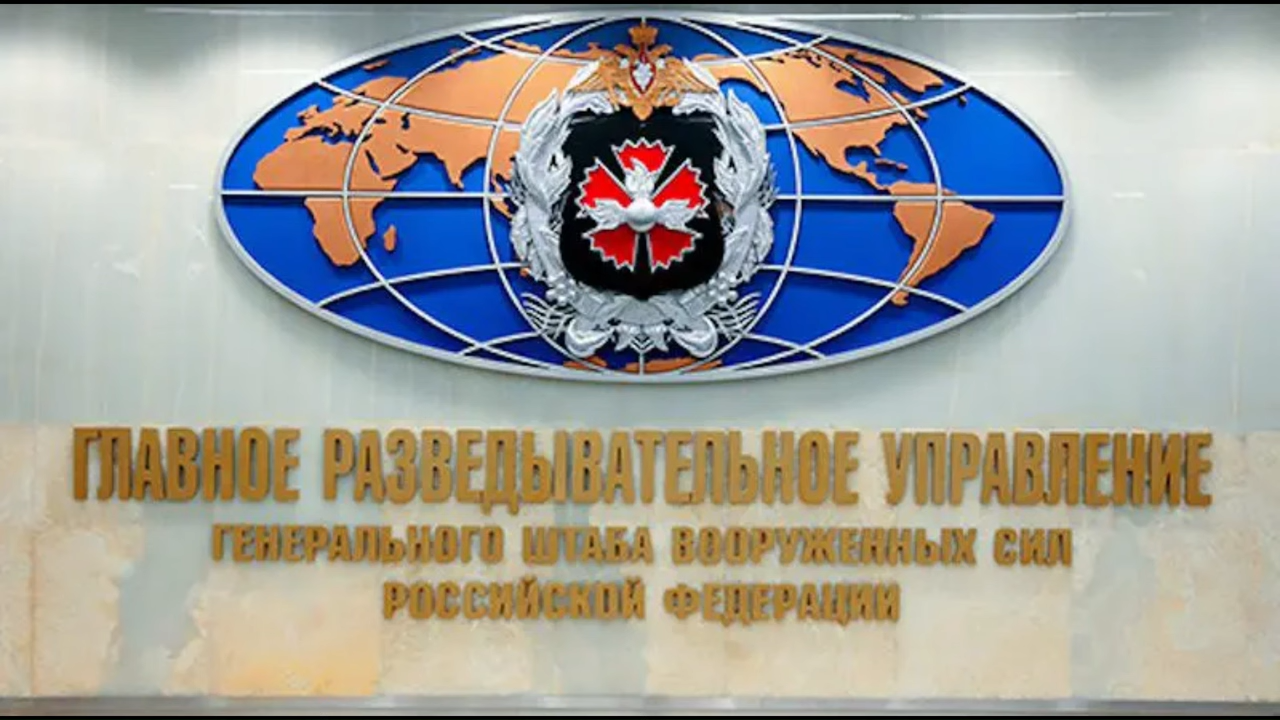 ГЛАВНОЕ РАЗВЕДЫВАТЕЛЬНОЕ УПРАВЛЕНИЕ
ГЕНЕРАЛЬНОГО ШТАБА ВООРУЖЕННЫХ СИЛ
РОССИЙСКОЙ ФЕДЕРАЦИИ